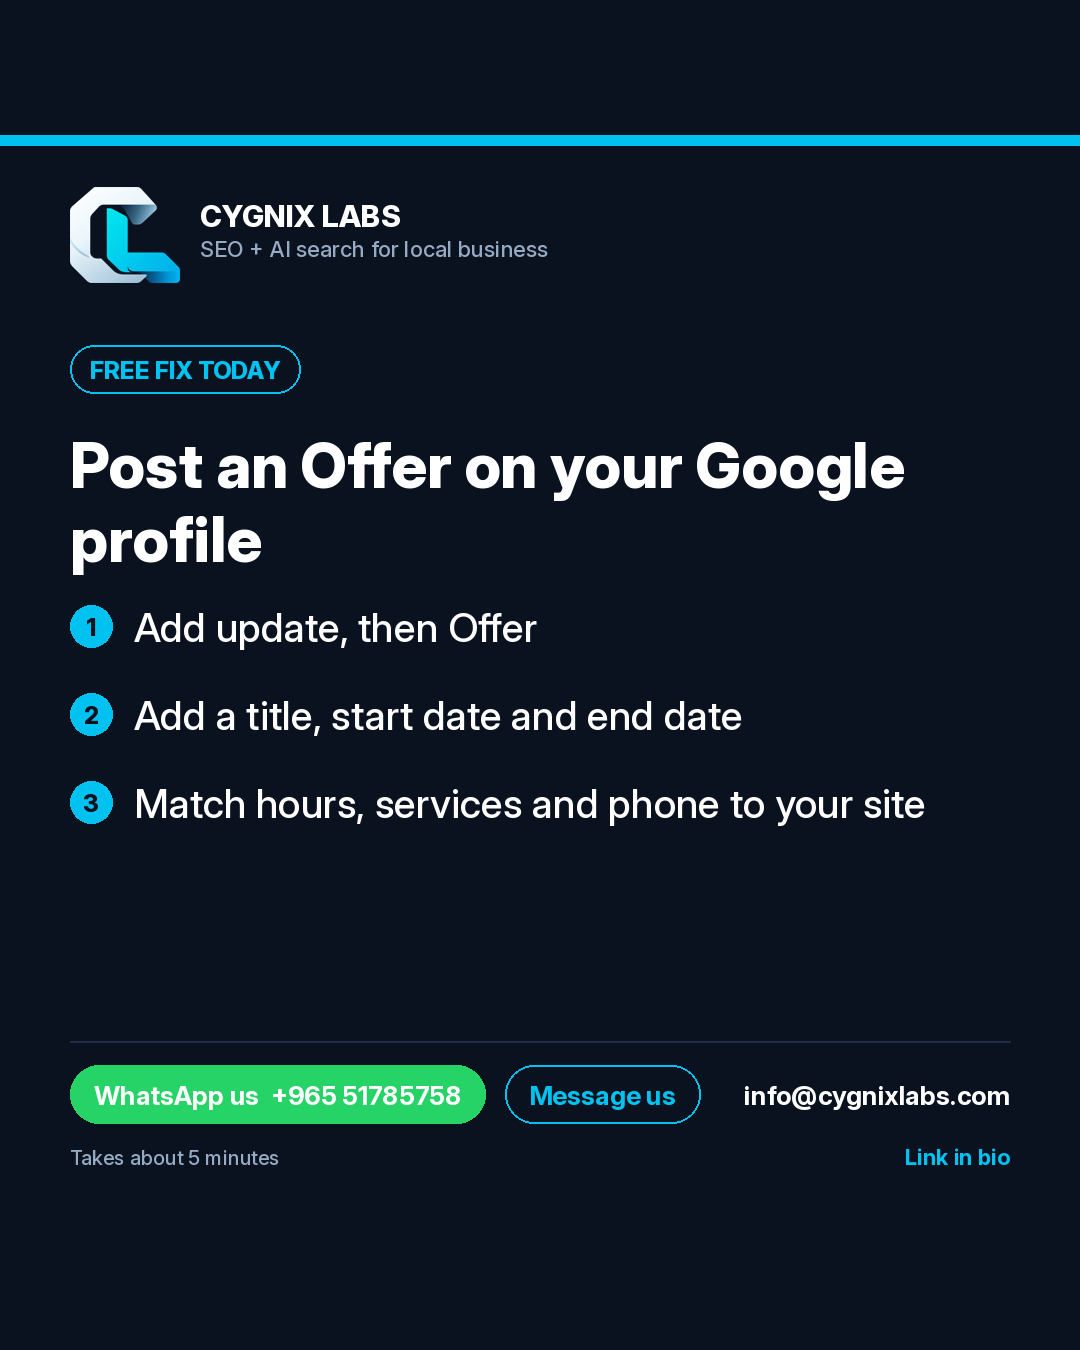 CYGNIX LABS
SEO + AI search for local business
FREE FIX TODAY
Post an Offer on your Google
profile
1 Add update, then Offer
2 Add a title, start date and end date
3 Match hours, services and phone to your site
WhatsApp us +965 51785758 Message us info@cygnixlabs.com
Takes about 5 minutes Link in bio